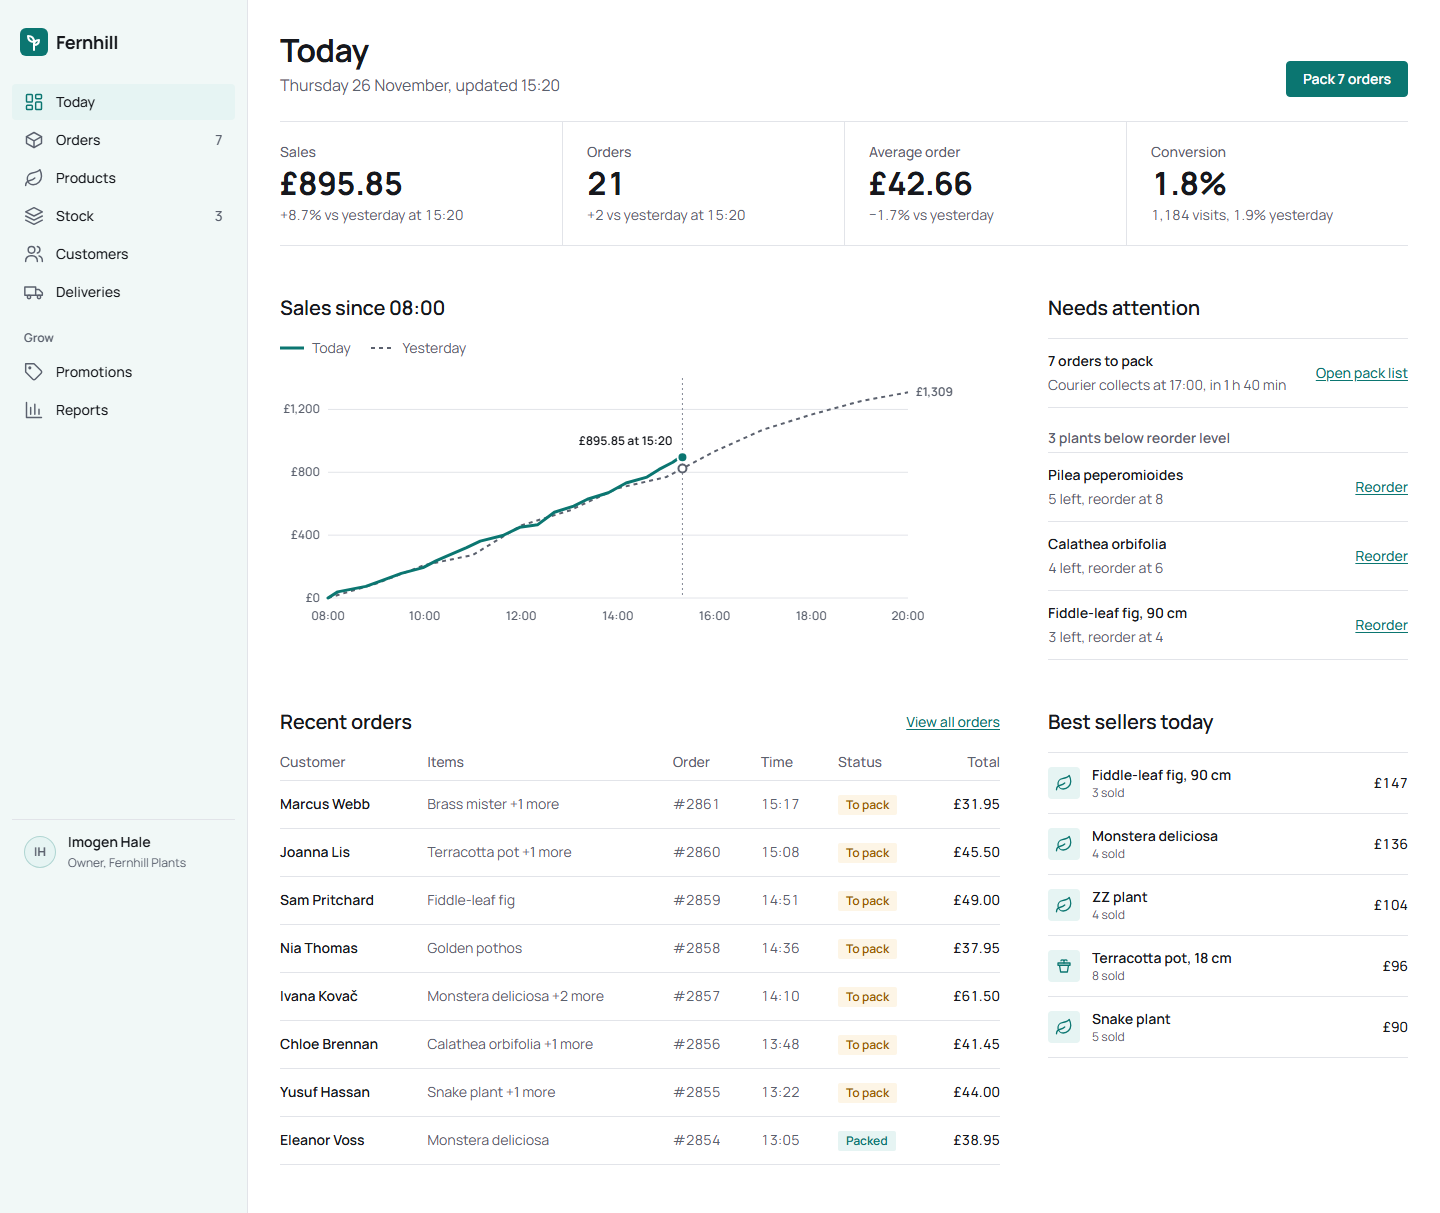 Fernhill
Today
Orders 7
Products
Stock 3
Customers
Deliveries
Grow
Promotions
Reports
IH
Imogen Hale
Owner, Fernhill Plants
Today
Thursday 26 November, updated 15:20
Pack 7 orders
Sales
£895.85
+8.7% vs yesterday at 15:20
Orders
21
+2 vs yesterday at 15:20
Average order
£42.66
−1.7% vs yesterday
Conversion
1.8%
1,184 visits, 1.9% yesterday
Sales since 08:00
Today Yesterday
£1,309
£1,200
£895.85 at 15:20
£800
£400
£0
08:00 10:00 12:00 14:00 16:00 18:00 20:00
Needs attention
7 orders to pack
Courier collects at 17:00, in 1 h 40 min
Open pack list
3 plants below reorder level
Pilea peperomioides
5 left, reorder at 8
Reorder
Calathea orbifolia
4 left, reorder at 6
Reorder
Fiddle-leaf fig, 90 cm
3 left, reorder at 4
Reorder
Recent orders
View all orders
Customer Items Order Time Status Total
Marcus Webb Brass mister +1 more #2861 15:17 To pack £31.95
Joanna Lis Terracotta pot +1 more #2860 15:08 To pack £45.50
Sam Pritchard Fiddle-leaf fig #2859 14:51 To pack £49.00
Nia Thomas Golden pothos #2858 14:36 To pack £37.95
Ivana Kovač Monstera deliciosa +2 more #2857 14:10 To pack £61.50
Chloe Brennan Calathea orbifolia +1 more #2856 13:48 To pack £41.45
Yusuf Hassan Snake plant +1 more #2855 13:22 To pack £44.00
Eleanor Voss Monstera deliciosa #2854 13:05 Packed £38.95
Best sellers today
Fiddle-leaf fig, 90 cm
3 sold
£147
Monstera deliciosa
4 sold
£136
ZZ plant
4 sold
£104
Terracotta pot, 18 cm
8 sold
£96
Snake plant
5 sold
£90